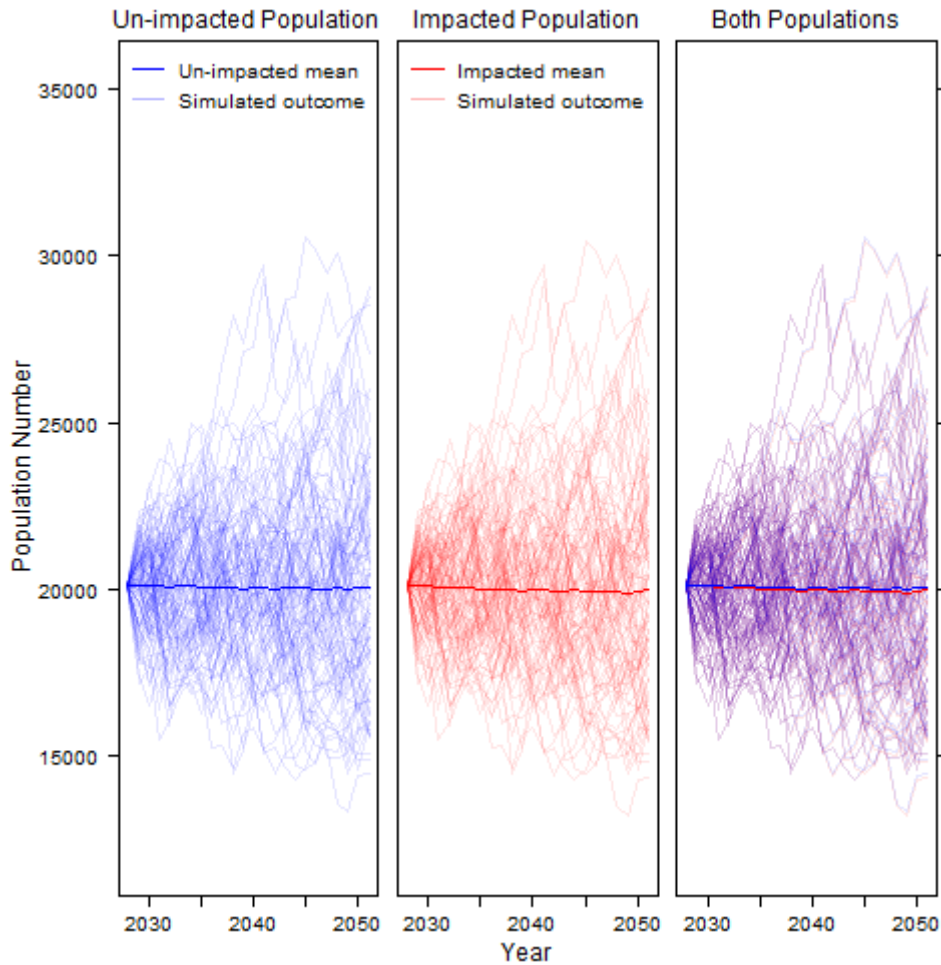 Un-impacted Population
Impacted Population
Both Populations
Un-impacted mean
Simulated outcome
Impacted mean
Simulated outcome
35000
30000
25000
20000
15000
Population Number
2030
2040
2050
2030
2040
2050
2030
2040
2050
Year